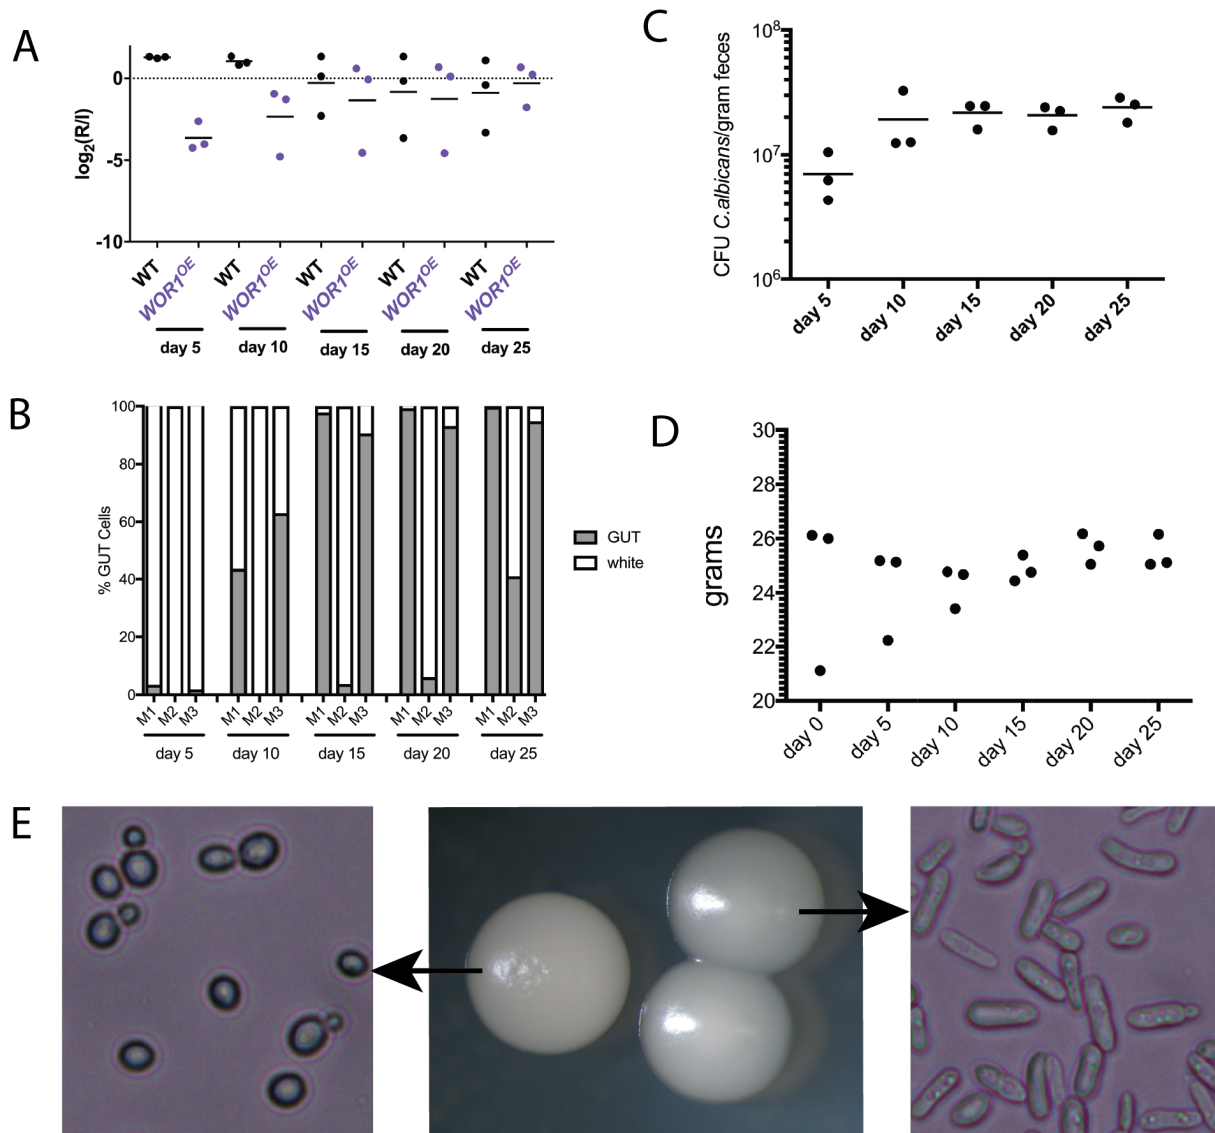 A
log2(R/I)
0
-5
-10
WT
WOR1OE
WT
WOR1OE
WT
WOR1OE
WT
WOR1OE
WT
WOR1OE
day 5
day 10
day 15
day 20
day 25
C
CFU C.albicans/gram feces
10^8
10^7
10^6
day 5
day 10
day 15
day 20
day 25
B
% GUT Cells
100
80
60
40
20
0
M1
M2
M3
M1
M2
M3
M1
M2
M3
M1
M2
M3
M1
M2
M3
day 5
day 10
day 15
day 20
day 25
GUT
white
D
grams
30
28
26
24
22
20
day 0
day 5
day 10
day 15
day 20
day 25
E